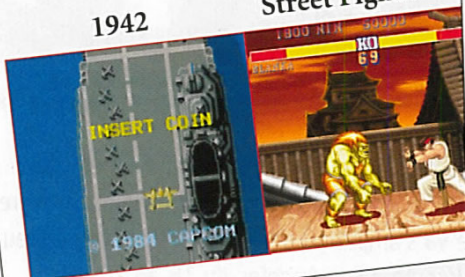 1942
Street
INSERT COIN
© 1984 CAPCOM
KO
69